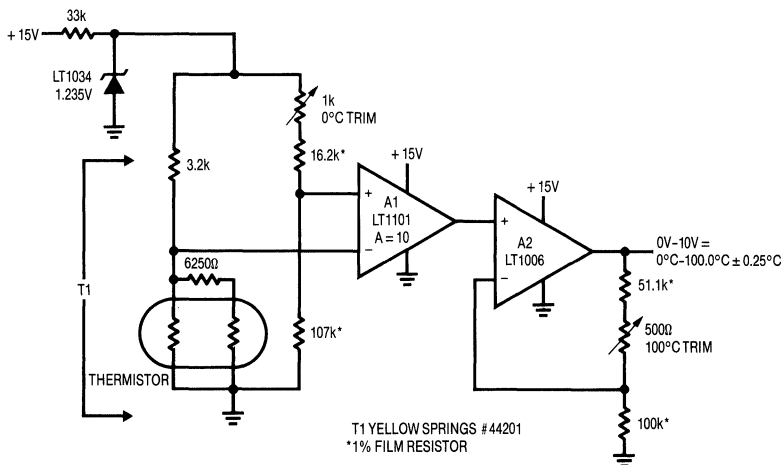 33k
+ 15V
LT1034
1.235V
1k
0°C TRIM
3.2k
16.2k*
+ 15V
+
A1
LT1101
A = 10
−
+ 15V
+
A2
LT1006
−
0V–10V =
0°C–100.0°C ± 0.25°C
6250Ω
51.1k*
T1
107k*
500Ω
100°C TRIM
THERMISTOR
100k*
T1 YELLOW SPRINGS #44201
*1% FILM RESISTOR